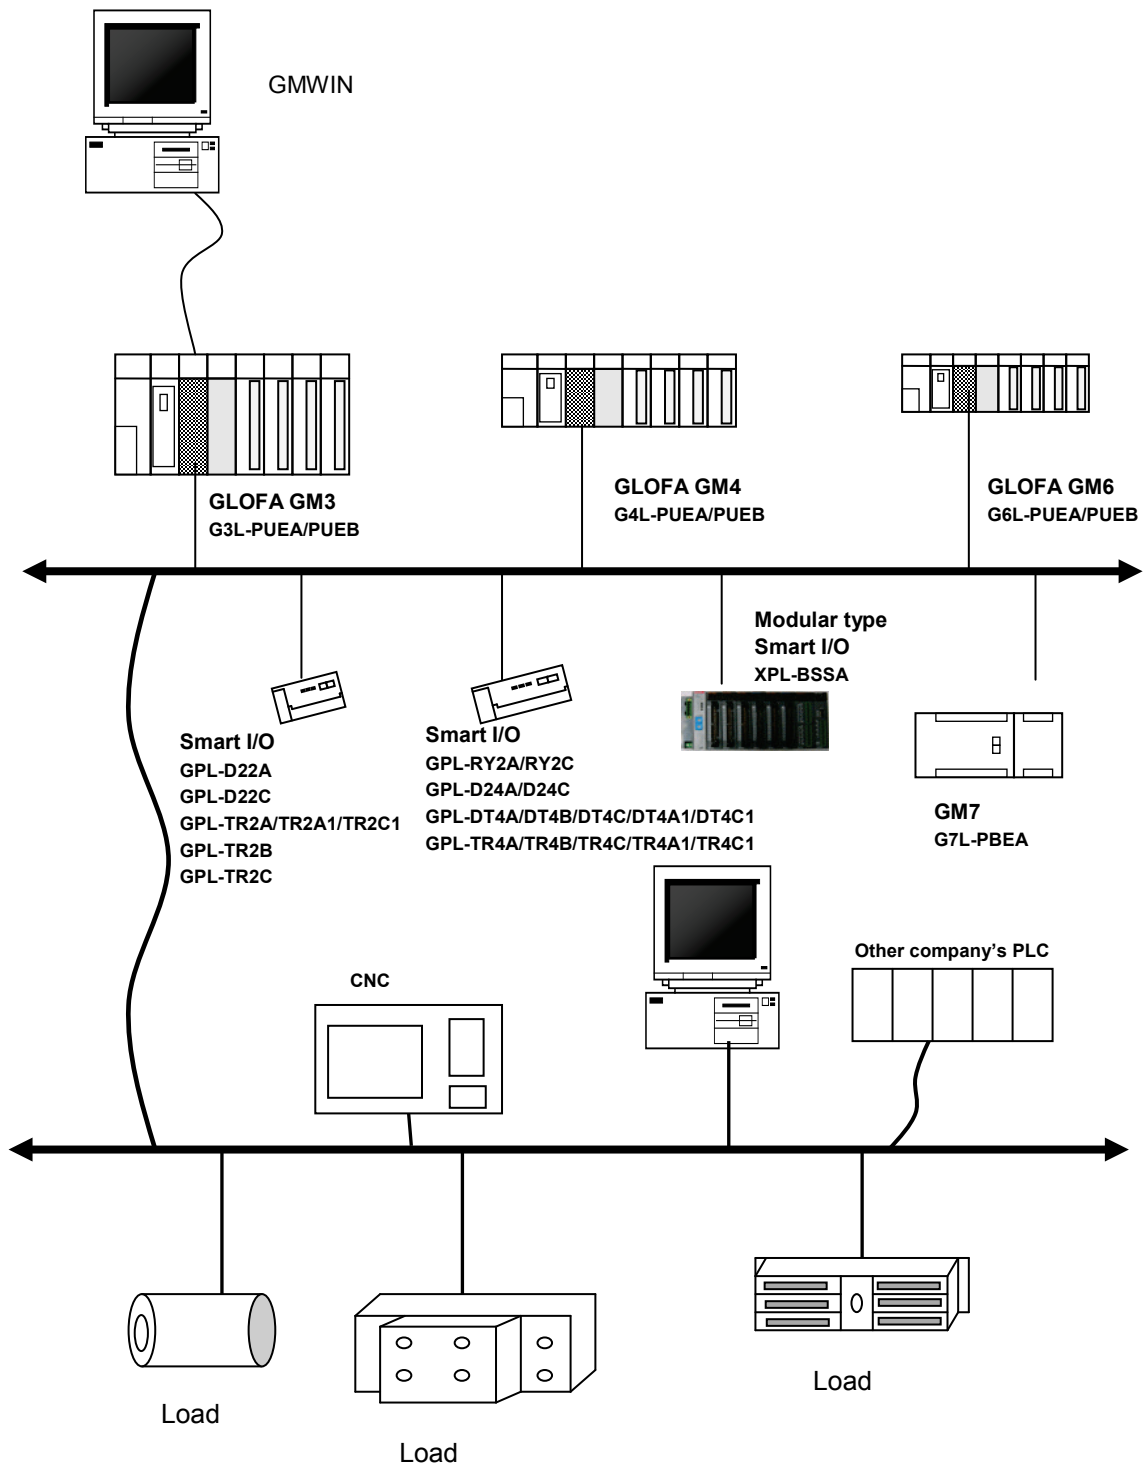 GMWIN
GLOFA GM3
G3L-PUEA/PUEB
GLOFA GM4
G4L-PUEA/PUEB
GLOFA GM6
G6L-PUEA/PUEB
Modular type
Smart I/O
XPL-BSSA
Smart I/O
GPL-D22A
GPL-D22C
GPL-TR2A/TR2A1/TR2C1
GPL-TR2B
GPL-TR2C
Smart I/O
GPL-RY2A/RY2C
GPL-D24A/D24C
GPL-DT4A/DT4B/DT4C/DT4A1/DT4C1
GPL-TR4A/TR4B/TR4C/TR4A1/TR4C1
GM7
G7L-PBEA
CNC
Other company’s PLC
Load
Load
Load